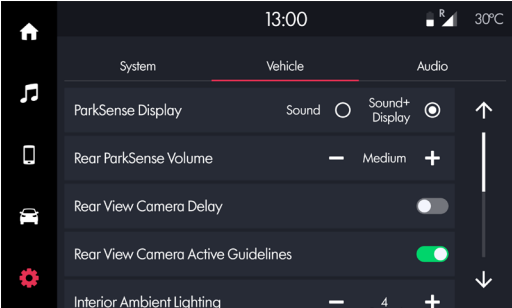 13:00
R
30°C
System
Vehicle
Audio
ParkSense Display
Sound
Sound+
Display
Rear ParkSense Volume
Medium
Rear View Camera Delay
Rear View Camera Active Guidelines
Interior Ambient Lighting
4